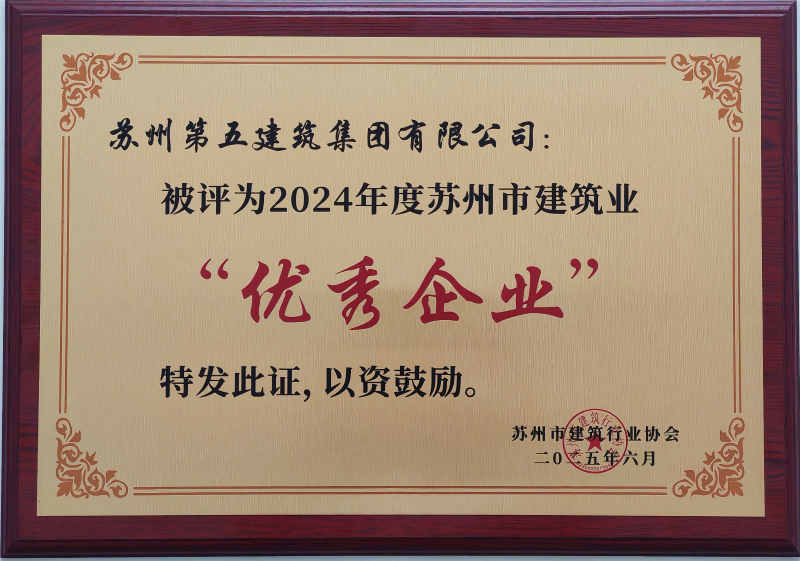 苏州第五建筑集团有限公司：
被评为2024年度苏州市建筑业
“优秀企业”
特发此证，以资鼓励。
苏州市建筑行业协会
二〇二五年六月